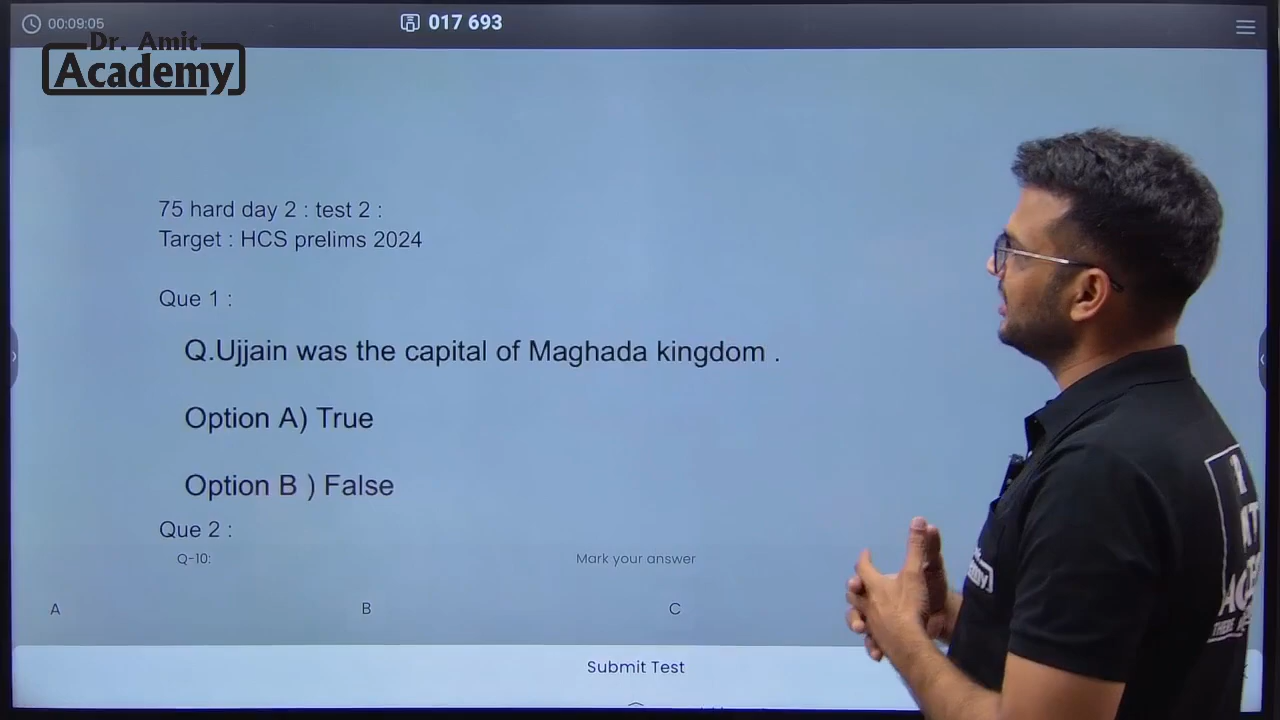 00:09:05
017 693
Dr. Amit
Academy
75 hard day 2 : test 2 :
Target : HCS prelims 2024
Que 1 :
Q.Ujjain was the capital of Maghada kingdom .
Option A) True
Option B ) False
Que 2 :
Q-10:
Mark your answer
A
B
C
Submit Test